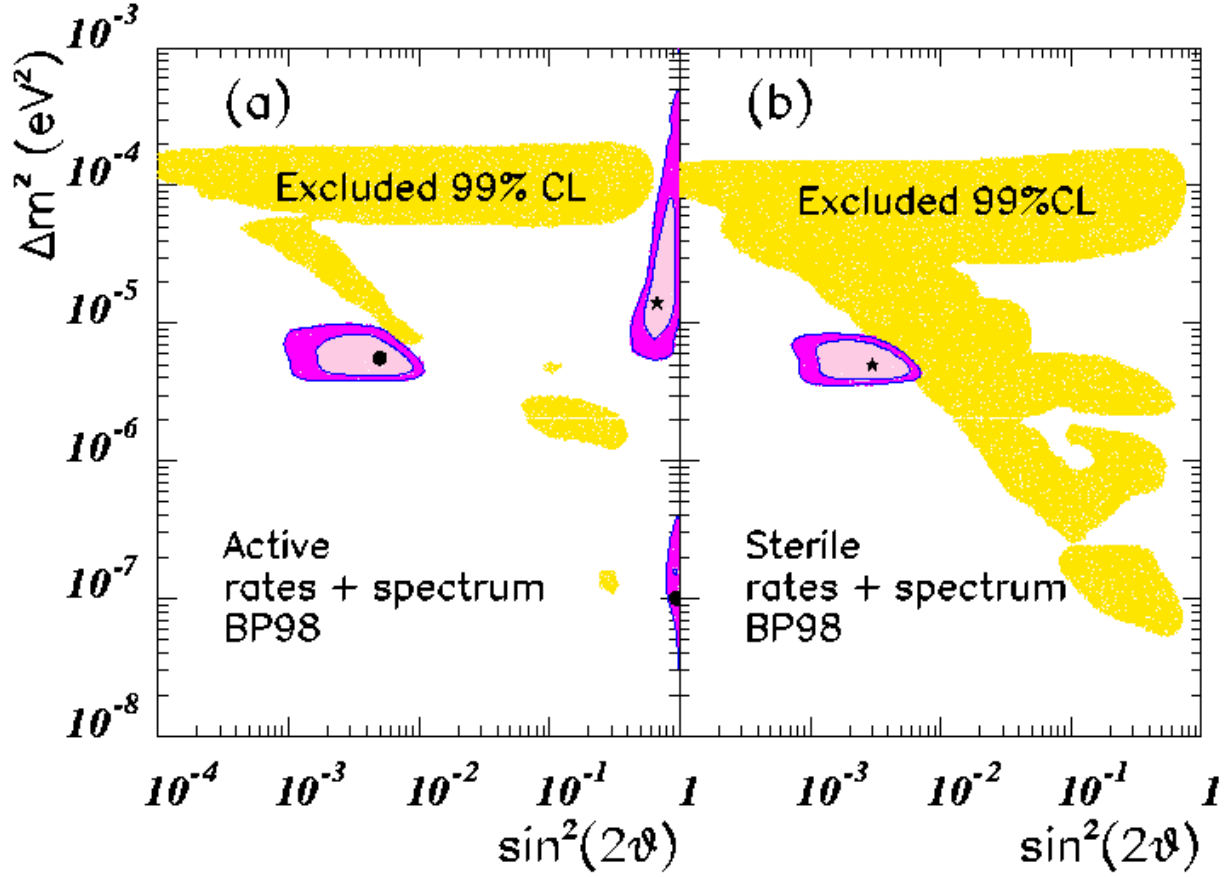 (a)
(b)
Excluded 99% CL
Excluded 99%CL
Active
rates + spectrum
BP98
Sterile
rates + spectrum
BP98
Δm² (eV²)
10⁻³
10⁻⁴
10⁻⁵
10⁻⁶
10⁻⁷
10⁻⁸
10⁻⁴
10⁻³
10⁻²
10⁻¹
1
10⁻³
10⁻²
10⁻¹
1
sin²(2ϑ)
sin²(2ϑ)